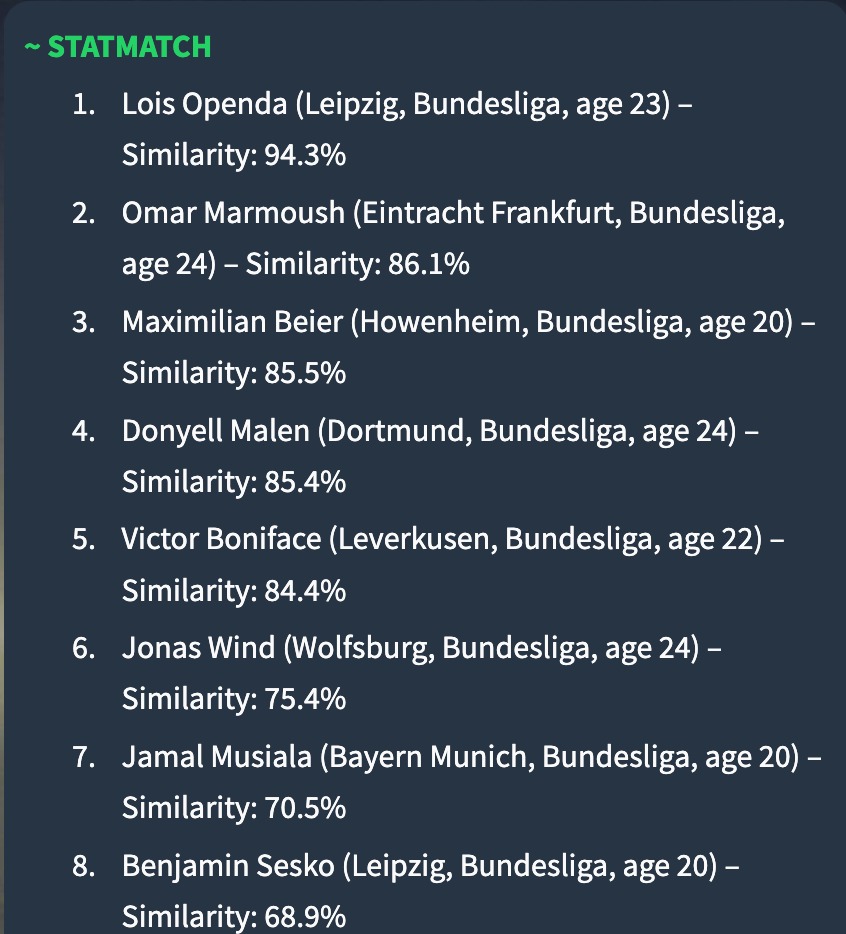 ~ STATMATCH
1. Lois Openda (Leipzig, Bundesliga, age 23) –
Similarity: 94.3%
2. Omar Marmoush (Eintracht Frankfurt, Bundesliga,
age 24) – Similarity: 86.1%
3. Maximilian Beier (Howenheim, Bundesliga, age 20) –
Similarity: 85.5%
4. Donyell Malen (Dortmund, Bundesliga, age 24) –
Similarity: 85.4%
5. Victor Boniface (Leverkusen, Bundesliga, age 22) –
Similarity: 84.4%
6. Jonas Wind (Wolfsburg, Bundesliga, age 24) –
Similarity: 75.4%
7. Jamal Musiala (Bayern Munich, Bundesliga, age 20) –
Similarity: 70.5%
8. Benjamin Sesko (Leipzig, Bundesliga, age 20) –
Similarity: 68.9%